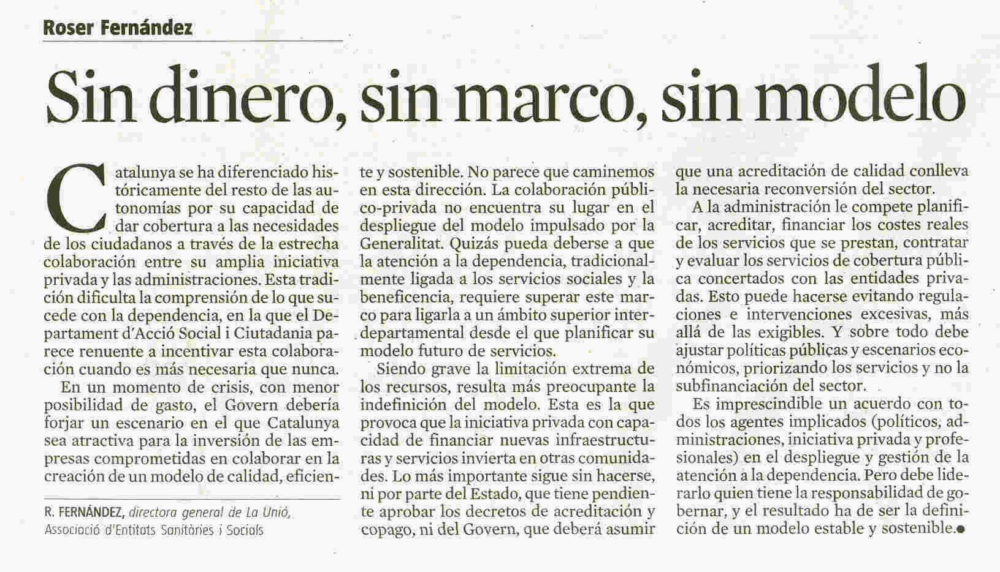 Roser Fernández
Sin dinero, sin marco, sin modelo
Catalunya se ha diferenciado his-
tóricamente del resto de las au-
tonomías por su capacidad de
dar cobertura a las necesidades
de los ciudadanos a través de la estrecha
colaboración entre su amplia iniciativa
privada y las administraciones. Esta tradi-
ción dificulta la comprensión de lo que su-
cede con la dependencia, en la que el De-
partament d'Acció Social i Ciutadania pa-
rece renuente a incentivar esta colabora-
ción cuando es más necesaria que nunca.
En un momento de crisis, con menor
posibilidad de gasto, el Govern debería
forjar un escenario en el que Catalunya
sea atractiva para la inversión de las em-
presas comprometidas en colaborar en la
creación de un modelo de calidad, eficien-
te y sostenible. No parece que caminemos
en esta dirección. La colaboración públi-
co-privada no encuentra su lugar en el
despliegue del modelo impulsado por la
Generalitat. Quizás pueda deberse a que
la atención a la dependencia, tradicional-
mente ligada a los servicios sociales y la
beneficencia, requiere superar este mar-
co para ligarla a un ámbito superior inter-
departamental desde el que planificar su
modelo futuro de servicios.
Siendo grave la limitación extrema de
los recursos, resulta más preocupante la
indefinición del modelo. Esta es la que
provoca que la iniciativa privada con capa-
cidad de financiar nuevas infraestructu-
ras y servicios invierta en otras comunida-
des. Lo más importante sigue sin hacerse,
ni por parte del Estado, que tiene pendien-
te aprobar los decretos de acreditación y
copago, ni del Govern, que deberá asumir
que una acreditación de calidad conlleva
la necesaria reconversión del sector.
A la administración le compete planifi-
car, acreditar, financiar los costes reales
de los servicios que se prestan, contratar
y evaluar los servicios de cobertura públi-
ca concertados con las entidades priva-
das. Esto puede hacerse evitando regula-
ciones e intervenciones excesivas, más
allá de las exigibles. Y sobre todo debe
ajustar políticas públicas y escenarios eco-
nómicos, priorizando los servicios y no la
subfinanciación del sector.
Es imprescindible un acuerdo con to-
dos los agentes implicados (políticos, ad-
ministraciones, iniciativa privada y profe-
sionales) en el despliegue y gestión de la
atención a la dependencia. Pero debe lide-
rarlo quien tiene la responsabilidad de go-
bernar, y el resultado ha de ser la defini-
ción de un modelo estable y sostenible.●
R. FERNÁNDEZ, directora general de La Unió,
Associació d'Entitats Sanitàries i Socials